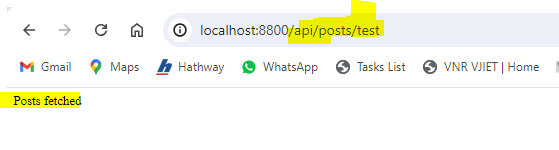 localhost:8800/api/posts/test
Gmail Maps Hathway WhatsApp Tasks List VNR VJIET | Home
Posts fetched